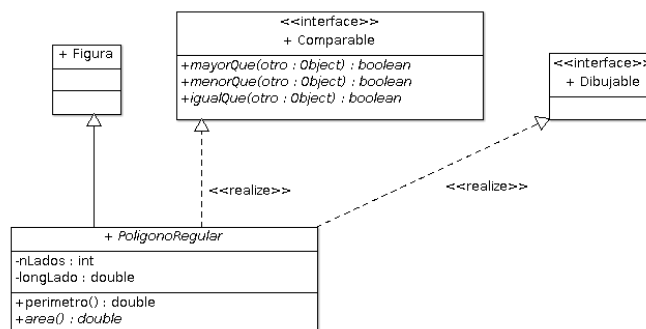 + Figura
<<interface>>
+ Comparable
+mayorQue(otro : Object) : boolean
+menorQue(otro : Object) : boolean
+igualQue(otro : Object) : boolean
<<interface>>
+ Dibujable
<<realize>>
<<realize>>
+ PoligonoRegular
-nLados : int
-longLado : double
+perimetro() : double
+area() : double